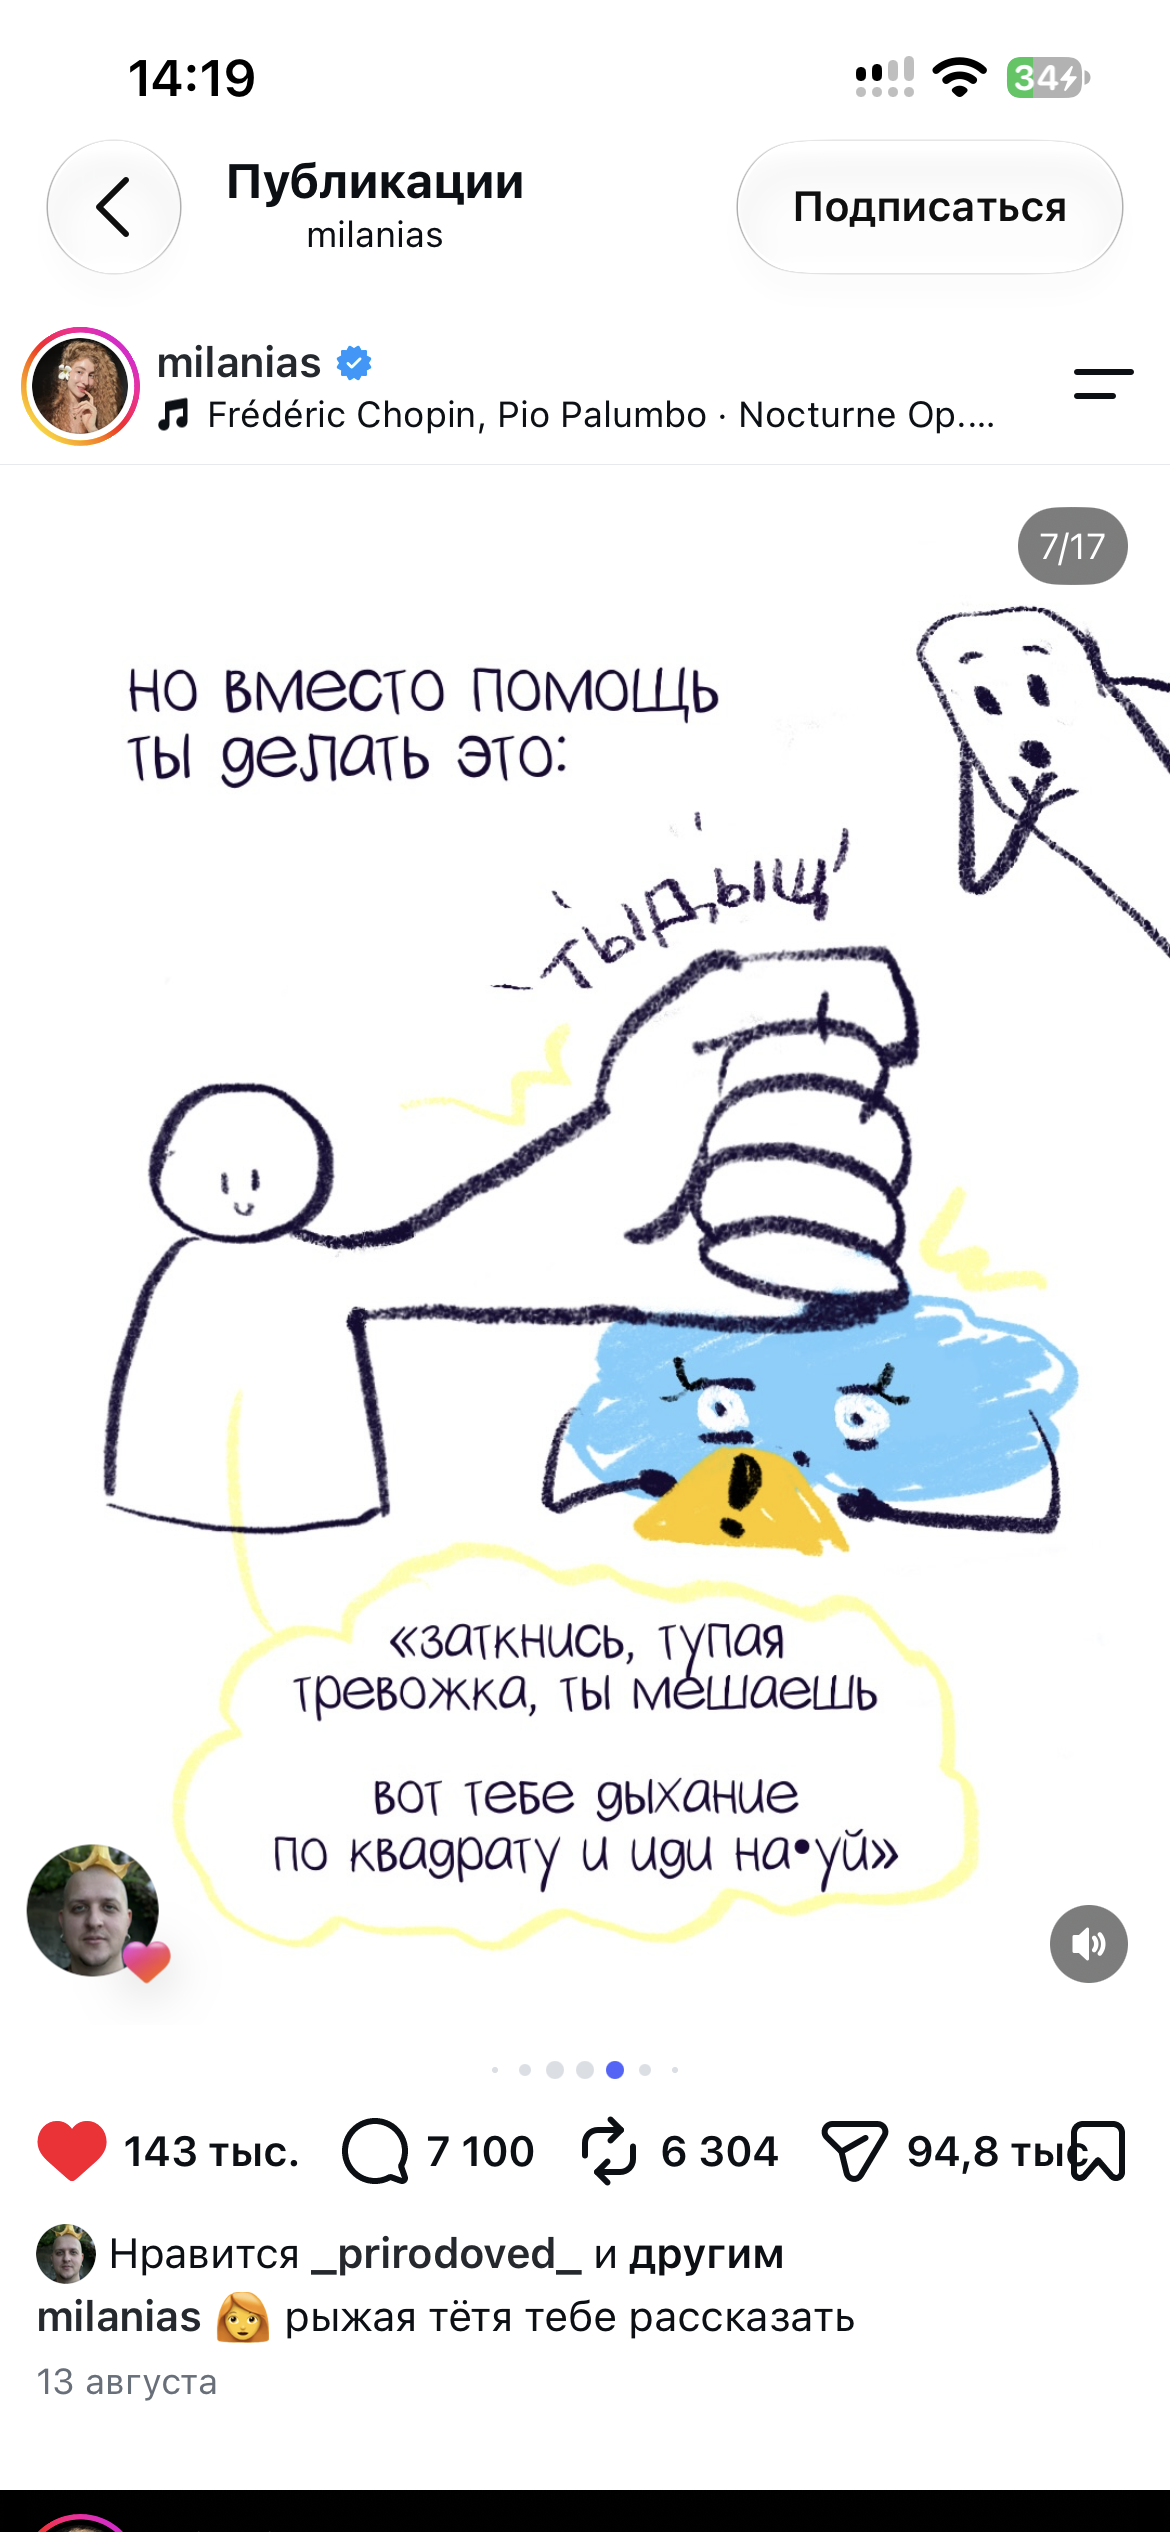 14:19
34
Публикации
milanias
Подписаться
milanias
Frédéric Chopin, Pio Palumbo · Nocturne Op....
7/17
но вместо помощь
ты делать это:
тыдыщ
«заткнись, тупая
тревожка, ты мешаешь
вот тебе дыхание
по квадрату и иди на•уй»
143 тыс.
7 100
6 304
94,8 тыс
Нравится _prirodoved_ и другим
milanias 👩‍🦰 рыжая тётя тебе рассказать
13 августа